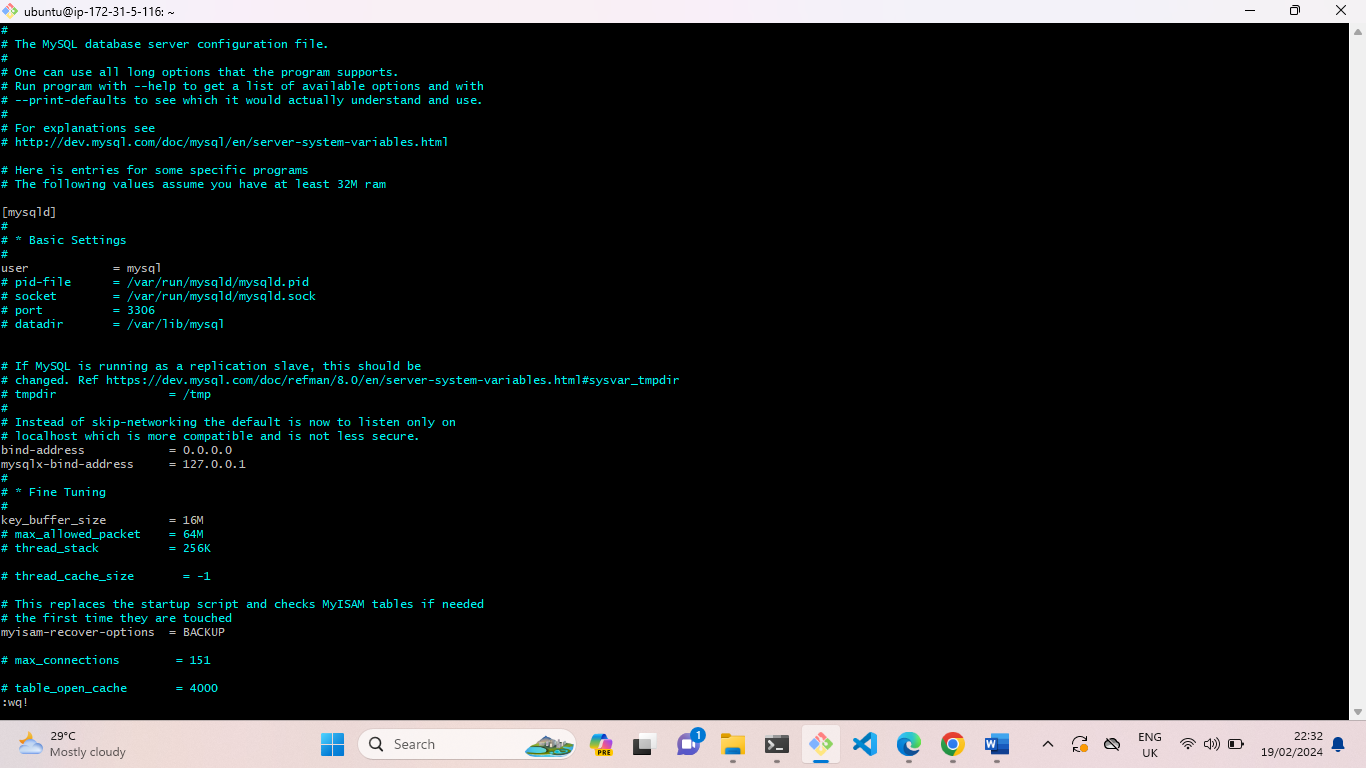 ubuntu@ip-172-31-5-116: ~
#
# The MySQL database server configuration file.
#
# One can use all long options that the program supports.
# Run program with --help to get a list of available options and with
# --print-defaults to see which it would actually understand and use.
#
# For explanations see
# http://dev.mysql.com/doc/mysql/en/server-system-variables.html
# Here is entries for some specific programs
# The following values assume you have at least 32M ram
[mysqld]
#
# * Basic Settings
#
user            = mysql
# pid-file      = /var/run/mysqld/mysqld.pid
# socket        = /var/run/mysqld/mysqld.sock
# port          = 3306
# datadir       = /var/lib/mysql
# If MySQL is running as a replication slave, this should be
# changed. Ref https://dev.mysql.com/doc/refman/8.0/en/server-system-variables.html#sysvar_tmpdir
# tmpdir                = /tmp
#
# Instead of skip-networking the default is now to listen only on
# localhost which is more compatible and is not less secure.
bind-address            = 0.0.0.0
mysqlx-bind-address     = 127.0.0.1
#
# * Fine Tuning
#
key_buffer_size         = 16M
# max_allowed_packet    = 64M
# thread_stack          = 256K
# thread_cache_size       = -1
# This replaces the startup script and checks MyISAM tables if needed
# the first time they are touched
myisam-recover-options  = BACKUP
# max_connections        = 151
# table_open_cache       = 4000
:wq!
29°C
Mostly cloudy
Search
PRE
1
ENG
UK
22:32
19/02/2024